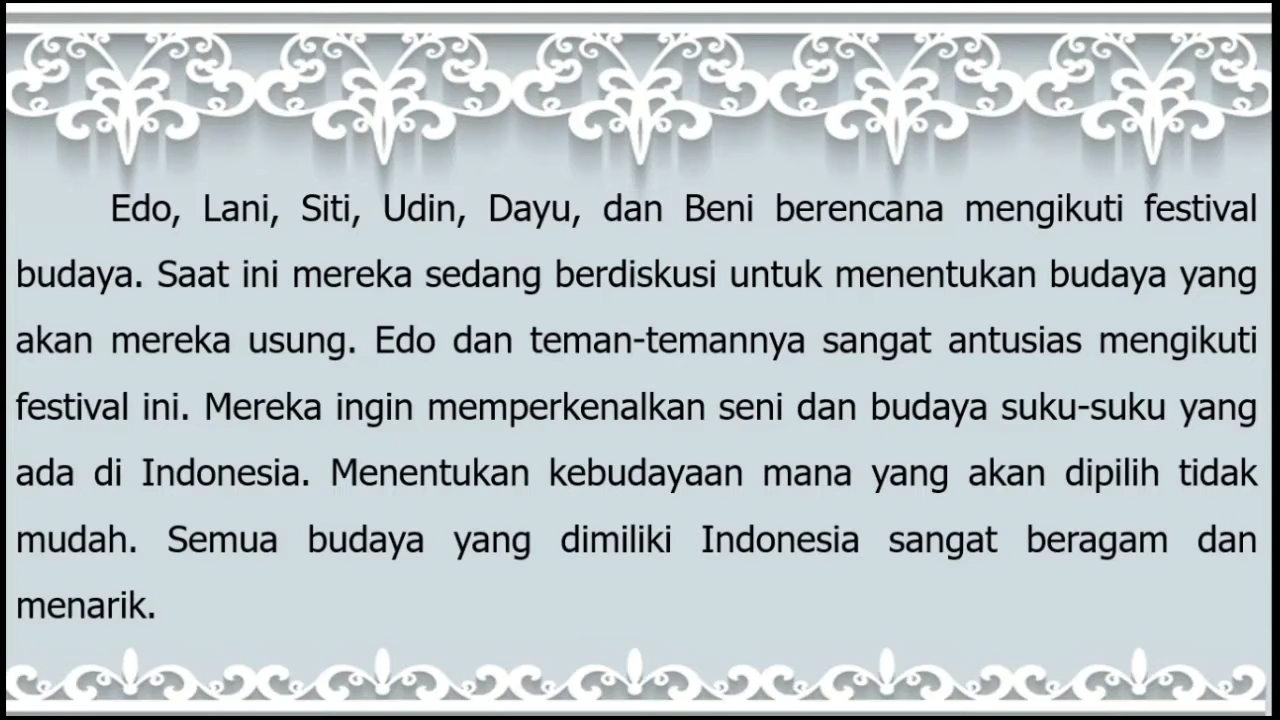 Edo, Lani, Siti, Udin, Dayu, dan Beni berencana mengikuti festival
budaya. Saat ini mereka sedang berdiskusi untuk menentukan budaya yang
akan mereka usung. Edo dan teman-temannya sangat antusias mengikuti
festival ini. Mereka ingin memperkenalkan seni dan budaya suku-suku yang
ada di Indonesia. Menentukan kebudayaan mana yang akan dipilih tidak
mudah. Semua budaya yang dimiliki Indonesia sangat beragam dan
menarik.